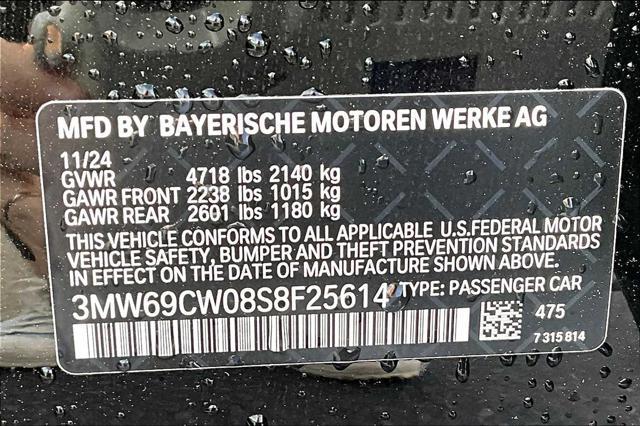 MFD BY BAYERISCHE MOTOREN WERKE AG
11/24
GVWR 4718 lbs 2140 kg
GAWR FRONT 2238 lbs 1015 kg
GAWR REAR 2601 lbs 1180 kg
THIS VEHICLE CONFORMS TO ALL APPLICABLE U.S.FEDERAL MOTOR
VEHICLE SAFETY, BUMPER AND THEFT PREVENTION STANDARDS
IN EFFECT ON THE DATE OF MANUFACTURE SHOWN ABOVE.
3MW69CW08S8F25614 TYPE: PASSENGER CAR
475
7 315 814